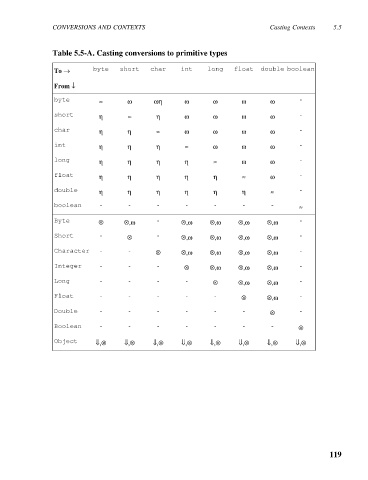 CONVERSIONS AND CONTEXTS Casting Contexts 5.5
Table 5.5-A. Casting conversions to primitive types
To → byte short char int long float double boolean
From ↓
byte ≈ ω ωη ω ω ω ω -
short η ≈ η ω ω ω ω -
char η η ≈ ω ω ω ω -
int η η η ≈ ω ω ω -
long η η η η ≈ ω ω -
float η η η η η ≈ ω -
double η η η η η η ≈ -
boolean - - - - - - - ≈
Byte ⊗ ⊗,ω - ⊗,ω ⊗,ω ⊗,ω ⊗,ω -
Short - ⊗ - ⊗,ω ⊗,ω ⊗,ω ⊗,ω -
Character - - ⊗ ⊗,ω ⊗,ω ⊗,ω ⊗,ω -
Integer - - - ⊗ ⊗,ω ⊗,ω ⊗,ω -
Long - - - - ⊗ ⊗,ω ⊗,ω -
Float - - - - - ⊗ ⊗,ω -
Double - - - - - - ⊗ -
Boolean - - - - - - - ⊗
Object ⇓,⊗ ⇓,⊗ ⇓,⊗ ⇓,⊗ ⇓,⊗ ⇓,⊗ ⇓,⊗ ⇓,⊗
119